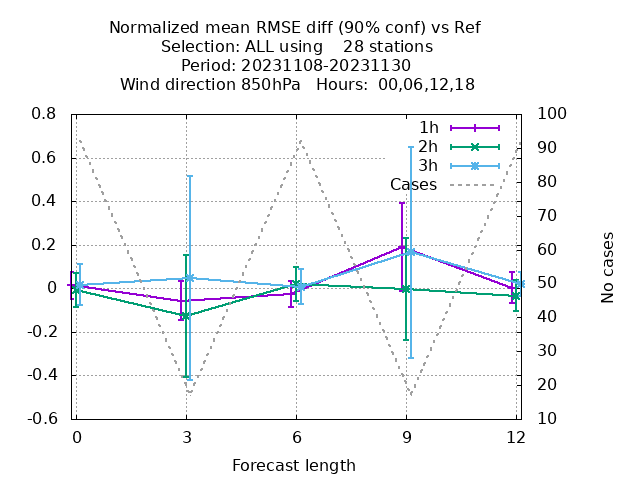 Normalized mean RMSE diff (90% conf) vs Ref
Selection: ALL using    28 stations
Period: 20231108-20231130
Wind direction 850hPa   Hours:  00,06,12,18
0.8
0.6
0.4
0.2
0
-0.2
-0.4
-0.6
100
90
80
70
60
50
40
30
20
10
1h
2h
3h
Cases
No cases
0
3
6
9
12
Forecast length